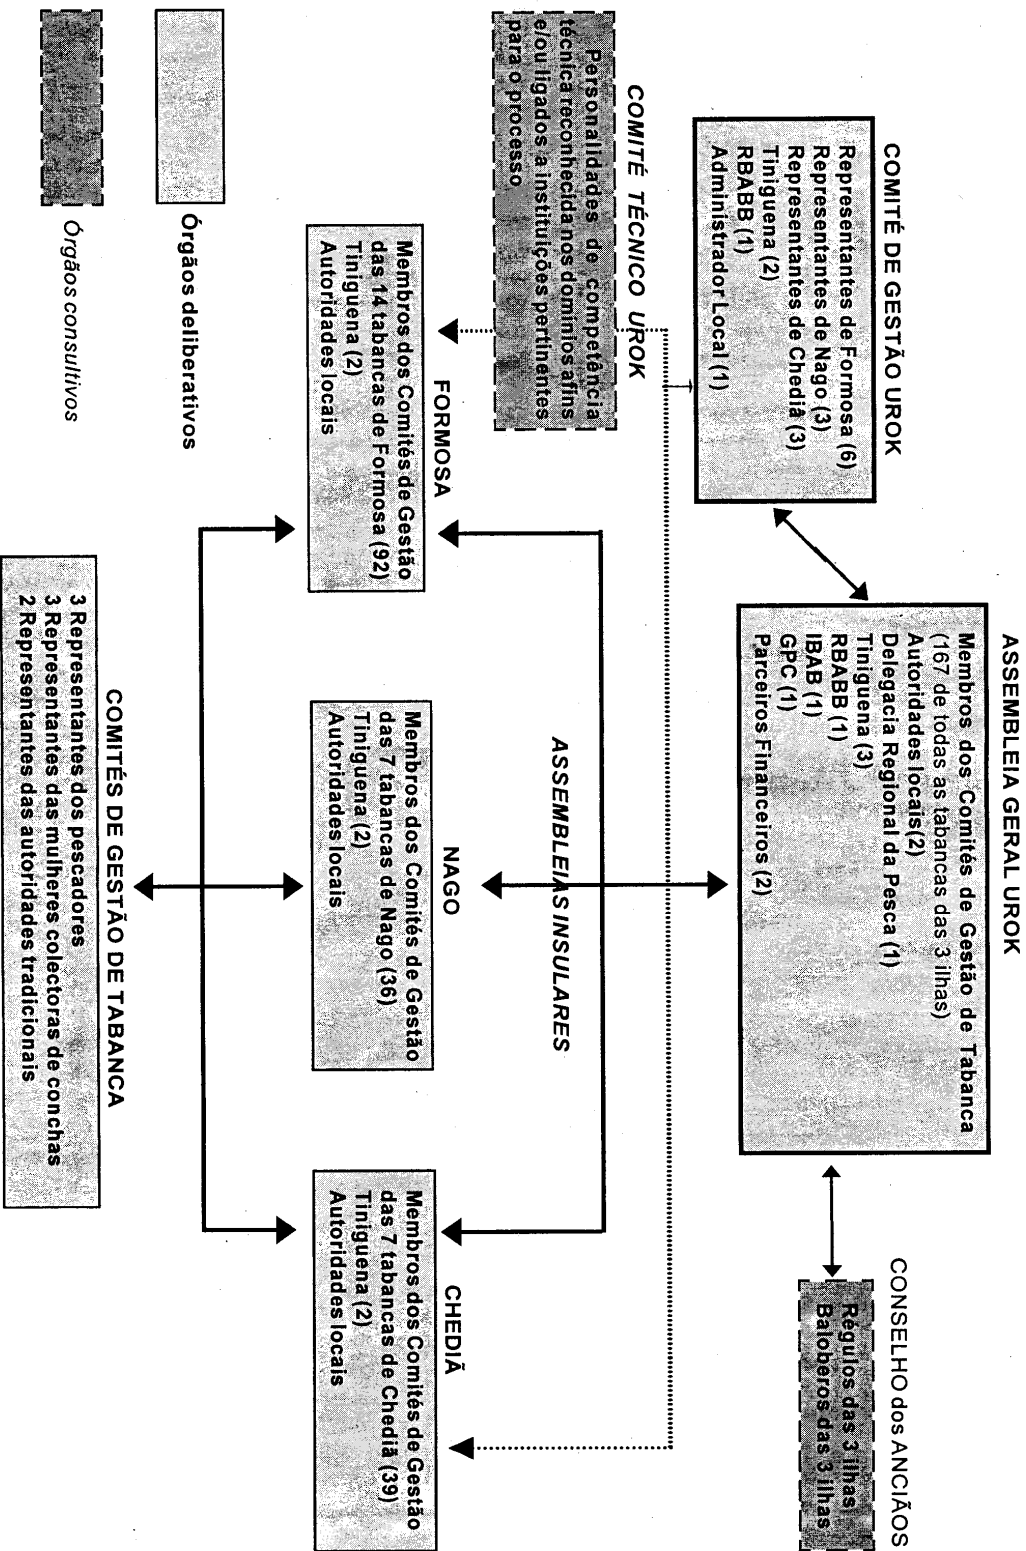 ASSEMBLEIA GERAL UROK
Membros dos Comités de Gestão de Tabanca
(167 de todas as tabancas das 3 ilhas)
Autoridades locais(2)
Delegacia Regional da Pesca (1)
Tiniguena (3)
RBABB (1)
IBAB (1)
GPC (1)
Parceiros Financeiros (2)
CONSELHO dos ANCIÃOS
Régulos das 3 ilhas
Baloberos das 3 ilhas
COMITÉ DE GESTÃO UROK
Representantes de Formosa (6)
Representantes de Nago (3)
Representantes de Chediã (3)
Tiniguena (2)
RBABB (1)
Administrador Local (1)
COMITÉ TÉCNICO UROK
Personalidades de competência
técnica reconhecida nos domínios afins
e/ou ligados a instituições pertinentes
para o processo
ASSEMBLEIAS INSULARES
FORMOSA
Membros dos Comités de Gestão
das 14 tabancas de Formosa (92)
Tiniguena (2)
Autoridades locais
NAGO
Membros dos Comités de Gestão
das 7 tabancas de Nago (36)
Tiniguena (2)
Autoridades locais
CHEDIÃ
Membros dos Comités de Gestão
das 7 tabancas de Chediã (39)
Tiniguena (2)
Autoridades locais
COMITÉS DE GESTÃO DE TABANCA
3 Representantes dos pescadores
3 Representantes das mulheres colectoras de conchas
2 Representantes das autoridades tradicionais
Órgãos deliberativos
Órgãos consultivos